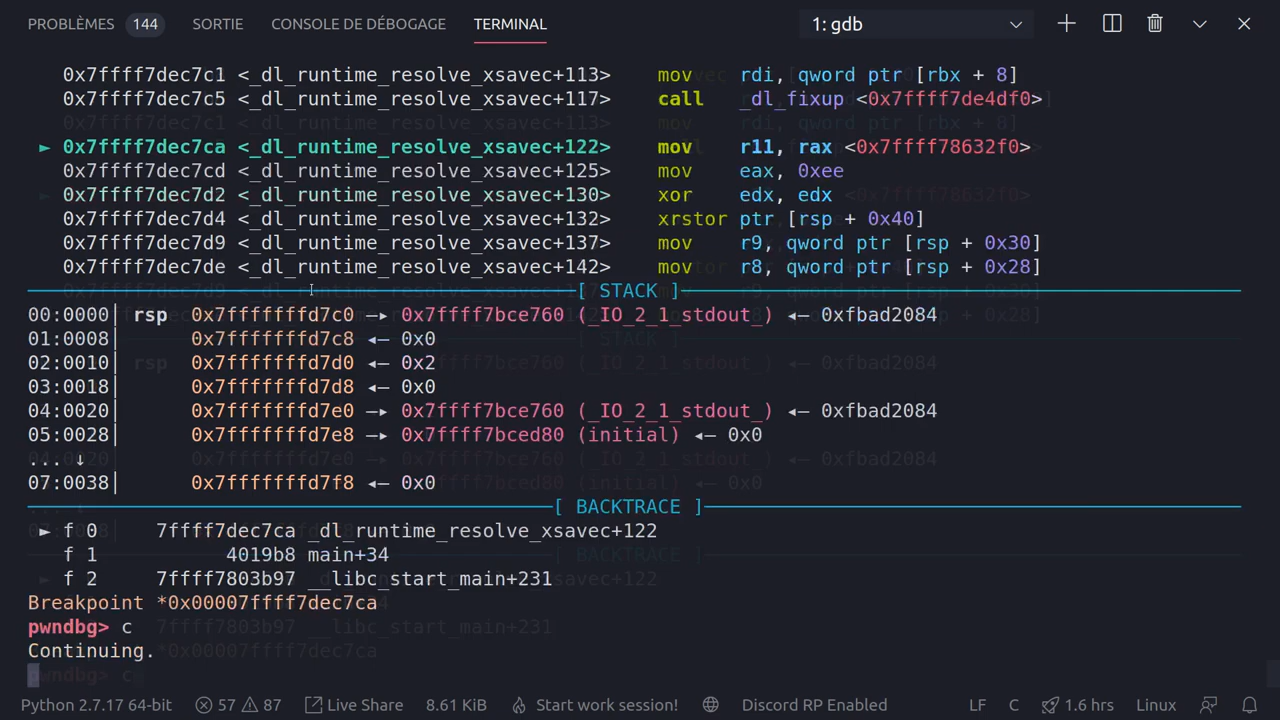 PROBLÈMES 144 SORTIE CONSOLE DE DÉBOGAGE TERMINAL 1: gdb
0x7ffff7dec7c1 <_dl_runtime_resolve_xsavec+113> mov rdi, qword ptr [rbx + 8]
0x7ffff7dec7c5 <_dl_runtime_resolve_xsavec+117> call _dl_fixup <0x7ffff7de4df0>
► 0x7ffff7dec7ca <_dl_runtime_resolve_xsavec+122> mov r11, rax <0x7ffff78632f0>
0x7ffff7dec7cd <_dl_runtime_resolve_xsavec+125> mov eax, 0xee
0x7ffff7dec7d2 <_dl_runtime_resolve_xsavec+130> xor edx, edx
0x7ffff7dec7d4 <_dl_runtime_resolve_xsavec+132> xrstor ptr [rsp + 0x40]
0x7ffff7dec7d9 <_dl_runtime_resolve_xsavec+137> mov r9, qword ptr [rsp + 0x30]
0x7ffff7dec7de <_dl_runtime_resolve_xsavec+142> mov r8, qword ptr [rsp + 0x28]
[ STACK ]
00:0000│ rsp 0x7fffffffd7c0 —▸ 0x7ffff7bce760 (_IO_2_1_stdout_) ◂— 0xfbad2084
01:0008│ 0x7fffffffd7c8 ◂— 0x0
02:0010│ 0x7fffffffd7d0 ◂— 0x2
03:0018│ 0x7fffffffd7d8 ◂— 0x0
04:0020│ 0x7fffffffd7e0 —▸ 0x7ffff7bce760 (_IO_2_1_stdout_) ◂— 0xfbad2084
05:0028│ 0x7fffffffd7e8 —▸ 0x7ffff7bced80 (initial) ◂— 0x0
... ↓
07:0038│ 0x7fffffffd7f8 ◂— 0x0
[ BACKTRACE ]
► f 0 7ffff7dec7ca _dl_runtime_resolve_xsavec+122
f 1 4019b8 main+34
f 2 7ffff7803b97 __libc_start_main+231
Breakpoint *0x00007ffff7dec7ca
pwndbg> c
Continuing.
Python 2.7.17 64-bit 57 87 Live Share 8.61 KiB Start work session! Discord RP Enabled LF C 1.6 hrs Linux